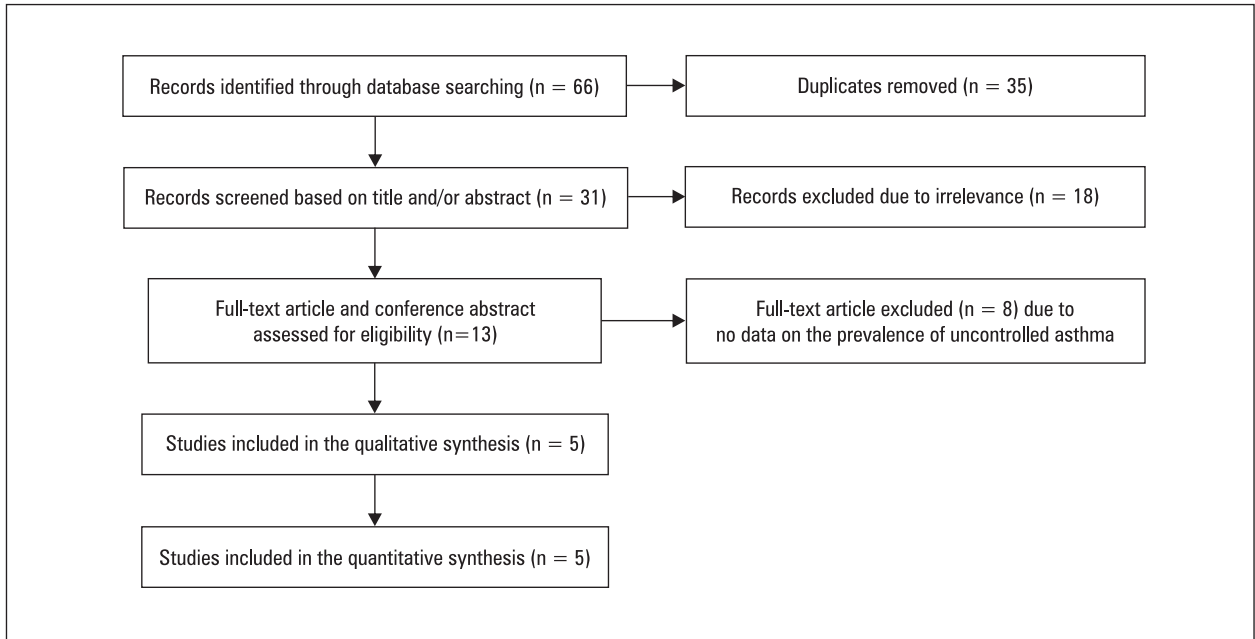 Records identified through database searching (n = 66)
Duplicates removed (n = 35)
Records screened based on title and/or abstract (n = 31)
Records excluded due to irrelevance (n = 18)
Full-text article and conference abstract
assessed for eligibility (n=13)
Full-text article excluded (n = 8) due to
no data on the prevalence of uncontrolled asthma
Studies included in the qualitative synthesis (n = 5)
Studies included in the quantitative synthesis (n = 5)